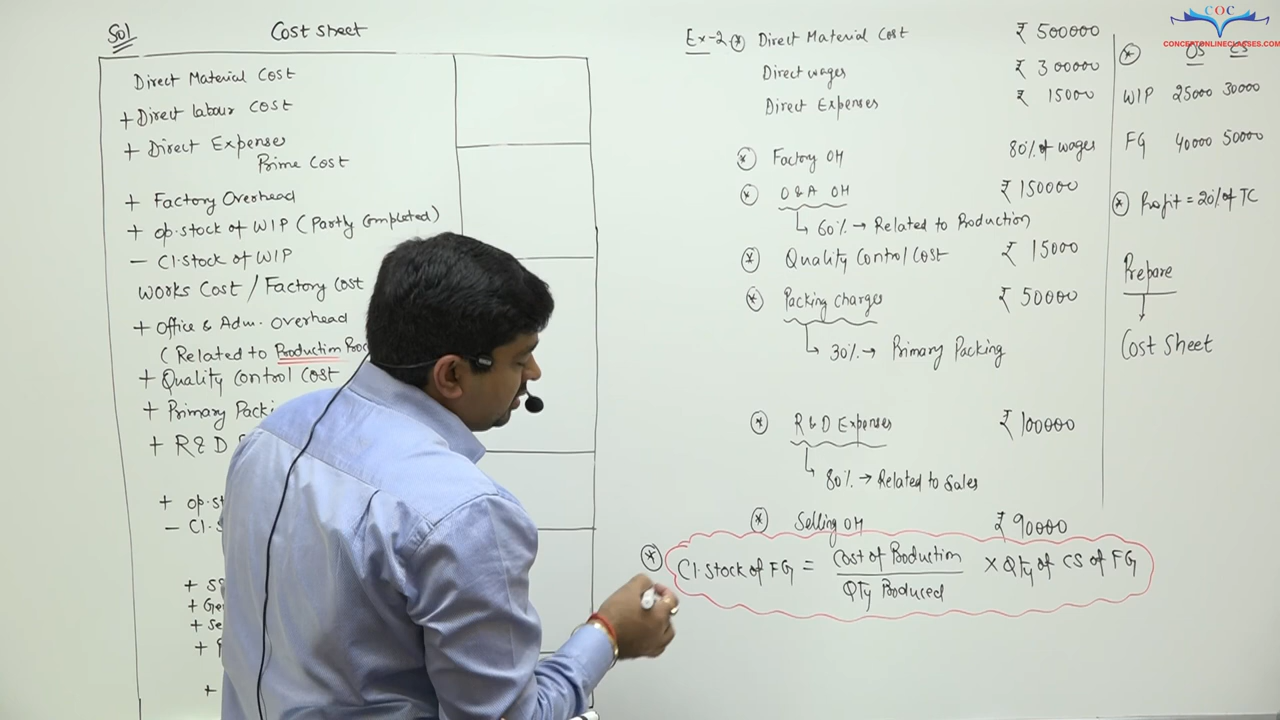 Sol
Cost sheet
Direct Material Cost
+ Direct labour cost
+ Direct Expenses
Prime Cost
+ Factory Overhead
+ op.stock of WIP (Partly Completed)
- Cl.stock of WIP
Works Cost / Factory Cost
+ Office & Adm. overhead
(Related to Production
+ Quality Control Cost
+ Primary
+ R & D
+ op.
- Cl.
Ex-2 * Direct Material Cost ₹ 500000
Direct wages ₹ 300000
Direct Expenses ₹ 15000
* Factory OH 80% of wages
* O & A OH ₹ 150000
60% → Related to Production
* Quality Control Cost ₹ 15000
* Packing charges ₹ 50000
30% → Primary Packing
* R & D Expenses ₹ 100000
80% → Related to Sales
* Selling OH ₹ 90000
* Cl.stock of FG = Cost of Production / QTy Produced × QTy of CS of FG
COC
CONCEPTONLINECLASSES.COM
* OS CS
WIP 25000 30000
FG 40000 50000
* Profit = 20% of TC
Prepare
Cost Sheet